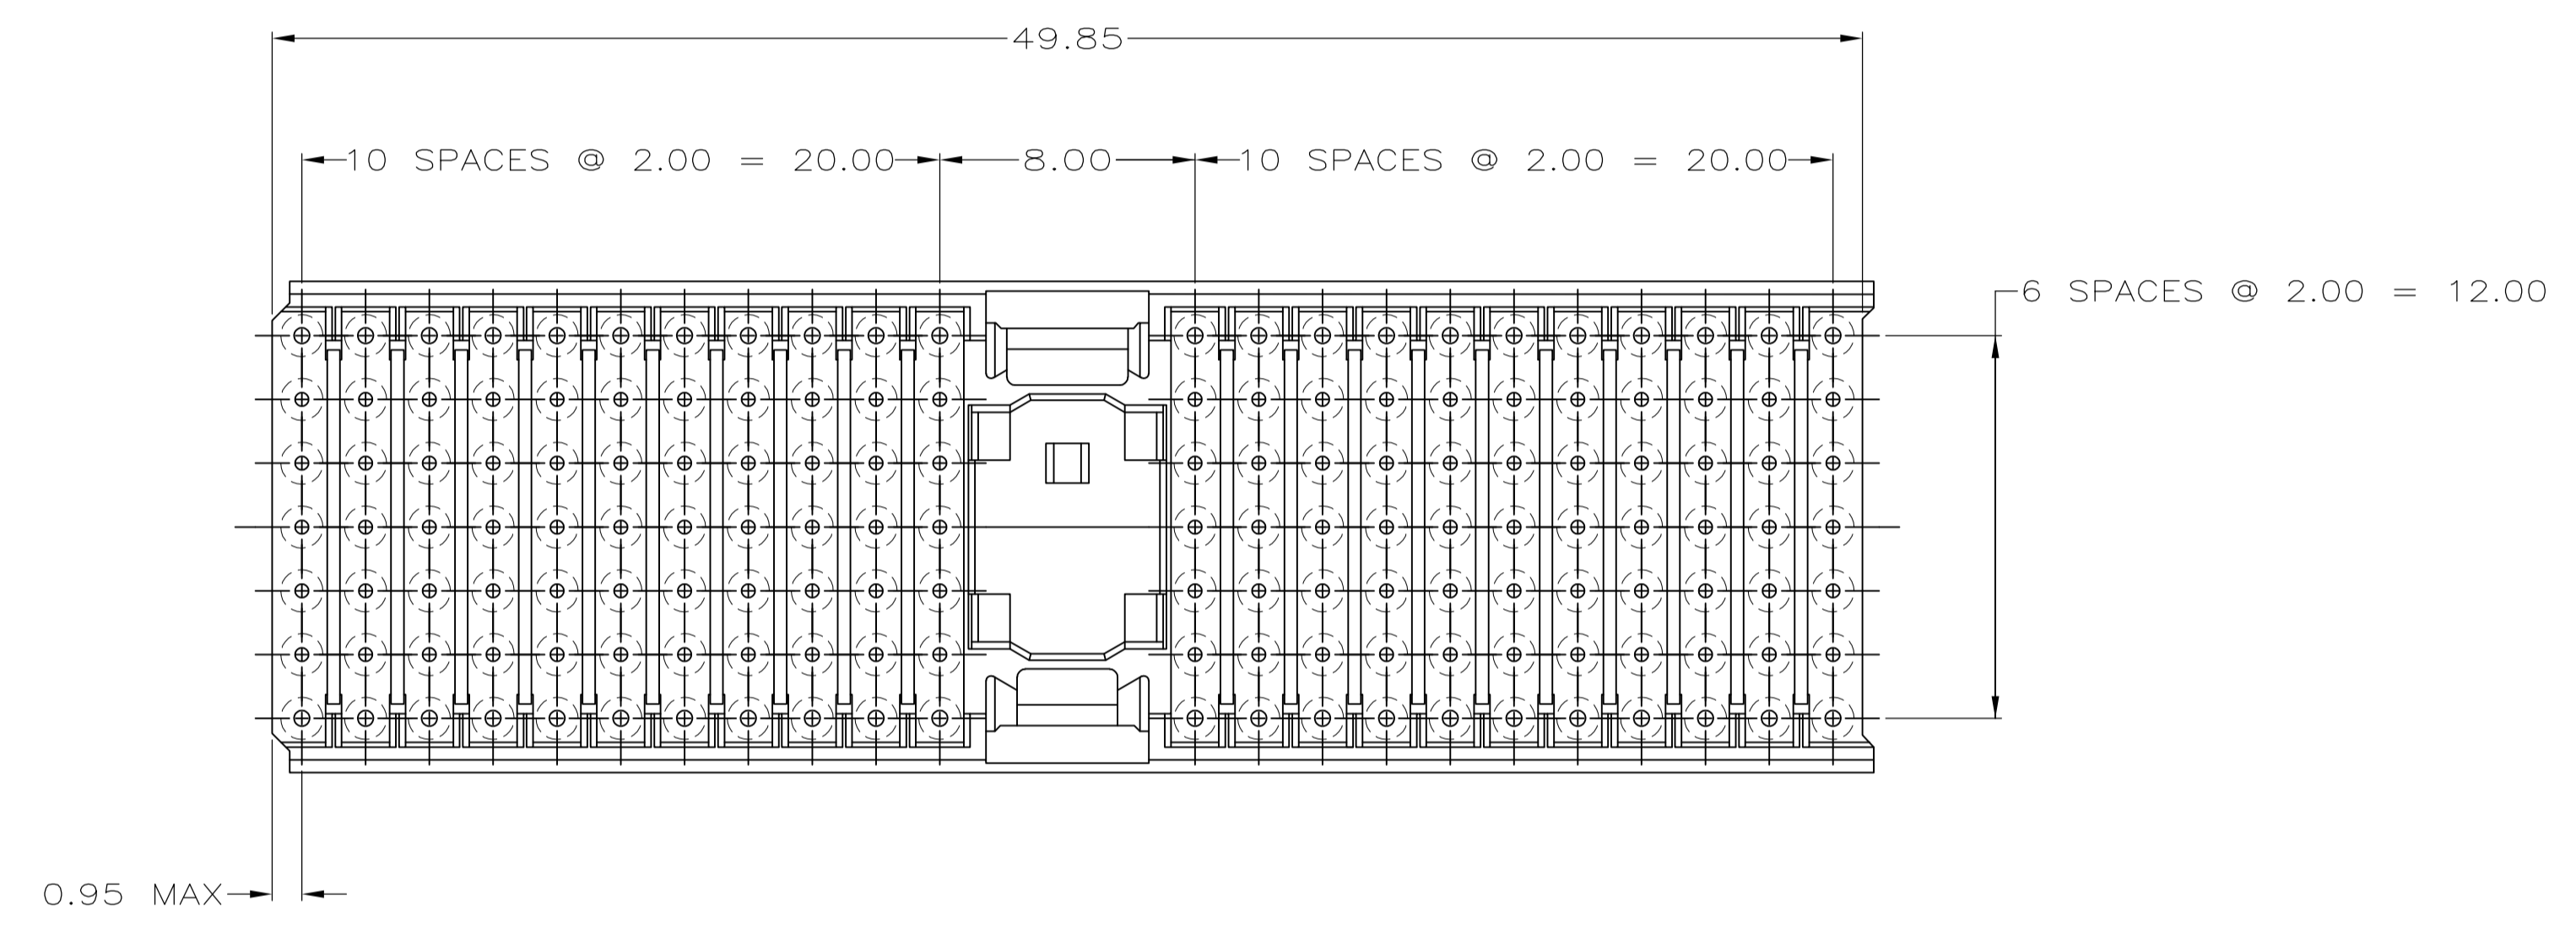 49.85
10 SPACES @ 2.00 = 20.00
8.00
10 SPACES @ 2.00 = 20.00
6 SPACES @ 2.00 = 12.00
0.95 MAX